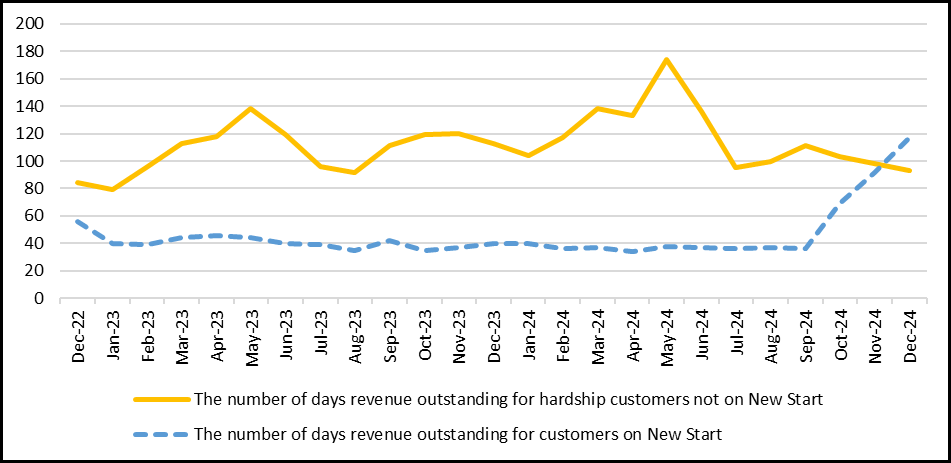 200
180
160
140
120
100
80
60
40
20
0
Dec-22
Jan-23
Feb-23
Mar-23
Apr-23
May-23
Jun-23
Jul-23
Aug-23
Sep-23
Oct-23
Nov-23
Dec-23
Jan-24
Feb-24
Mar-24
Apr-24
May-24
Jun-24
Jul-24
Aug-24
Sep-24
Oct-24
Nov-24
Dec-24
The number of days revenue outstanding for hardship customers not on New Start
The number of days revenue outstanding for customers on New Start